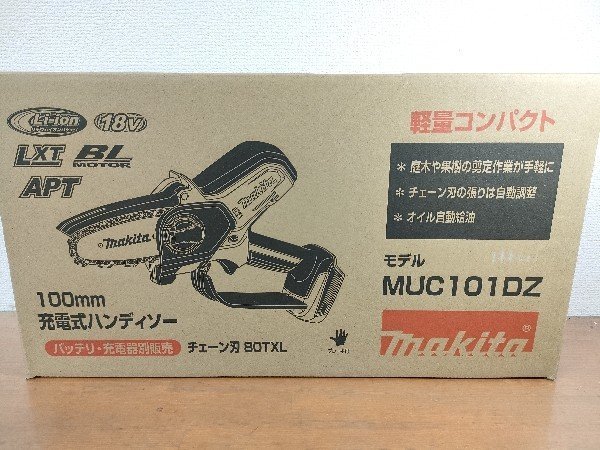 Li-ion
18V
LXT BL
MOTOR
APT
Makita
makita
100mm
充電式ハンディソー
バッテリ・充電器別販売
チェーン刃 80TXL
軽量コンパクト
* 庭木や果樹の剪定作業が手軽に
* チェーン刃の張りは自動調整
* オイル自動給油
モデル
MUC101DZ
makita®